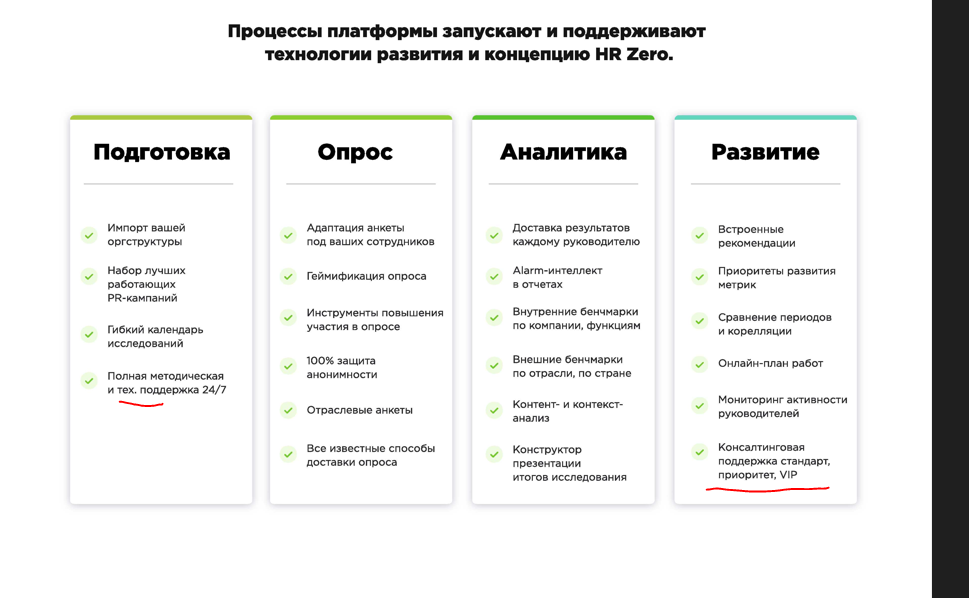 Процессы платформы запускают и поддерживают
технологии развития и концепцию HR Zero.
Подготовка
Импорт вашей
оргструктуры
Набор лучших
работающих
PR-кампаний
Гибкий календарь
исследований
Полная методическая
и тех. поддержка 24/7
Опрос
Адаптация анкеты
под ваших сотрудников
Геймификация опроса
Инструменты повышения
участия в опросе
100% защита
анонимности
Отраслевые анкеты
Все известные способы
доставки опроса
Аналитика
Доставка результатов
каждому руководителю
Alarm-интеллект
в отчетах
Внутренние бенчмарки
по компании, функциям
Внешние бенчмарки
по отрасли, по стране
Контент- и контекст-
анализ
Конструктор
презентации
итогов исследования
Развитие
Встроенные
рекомендации
Приоритеты развития
метрик
Сравнение периодов
и корелляции
Онлайн-план работ
Мониторинг активности
руководителей
Консалтинговая
поддержка стандарт,
приоритет, VIP